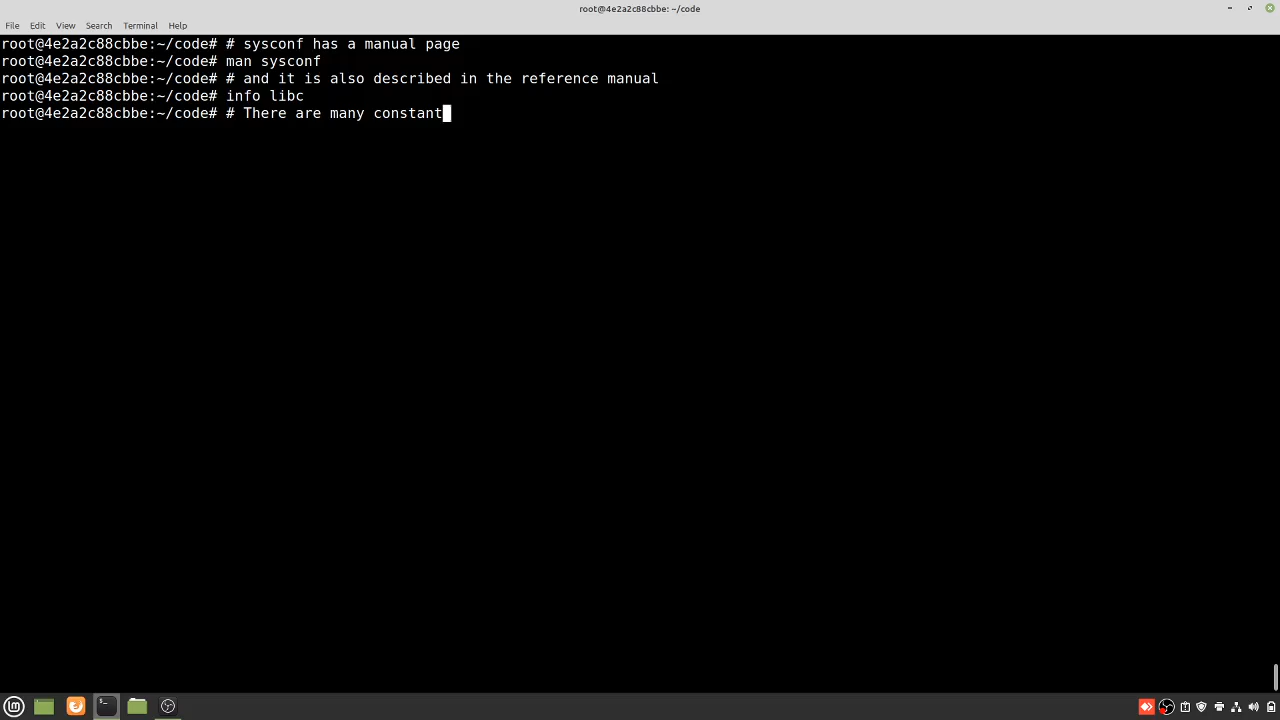 root@4e2a2c88cbbe: ~/code
File Edit View Search Terminal Help
root@4e2a2c88cbbe:~/code# # sysconf has a manual page
root@4e2a2c88cbbe:~/code# man sysconf
root@4e2a2c88cbbe:~/code# # and it is also described in the reference manual
root@4e2a2c88cbbe:~/code# info libc
root@4e2a2c88cbbe:~/code# # There are many constant